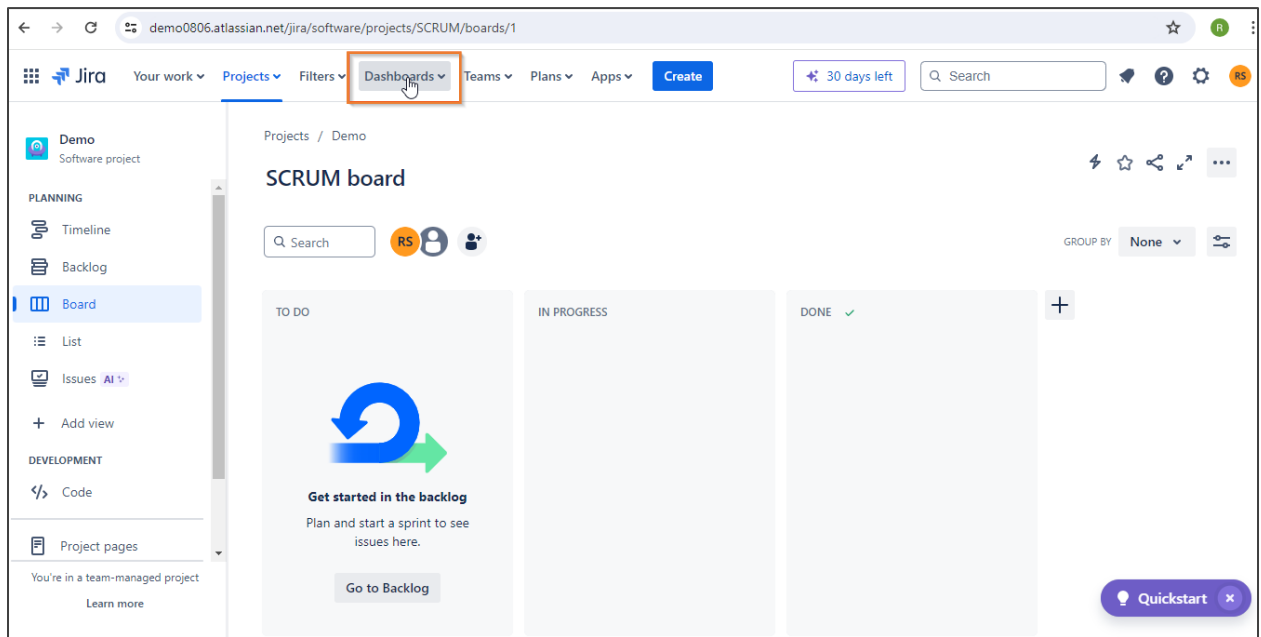 demo0806.atlassian.net/jira/software/projects/SCRUM/boards/1
R
Jira Your work Projects Filters Dashboards Teams Plans Apps Create 30 days left Search RS
Demo
Software project
PLANNING
Timeline
Backlog
Board
List
Issues AI
Add view
DEVELOPMENT
Code
Project pages
You're in a team-managed project
Learn more
Projects / Demo
SCRUM board
Search RS GROUP BY None
TO DO IN PROGRESS DONE
Get started in the backlog
Plan and start a sprint to see
issues here.
Go to Backlog
Quickstart